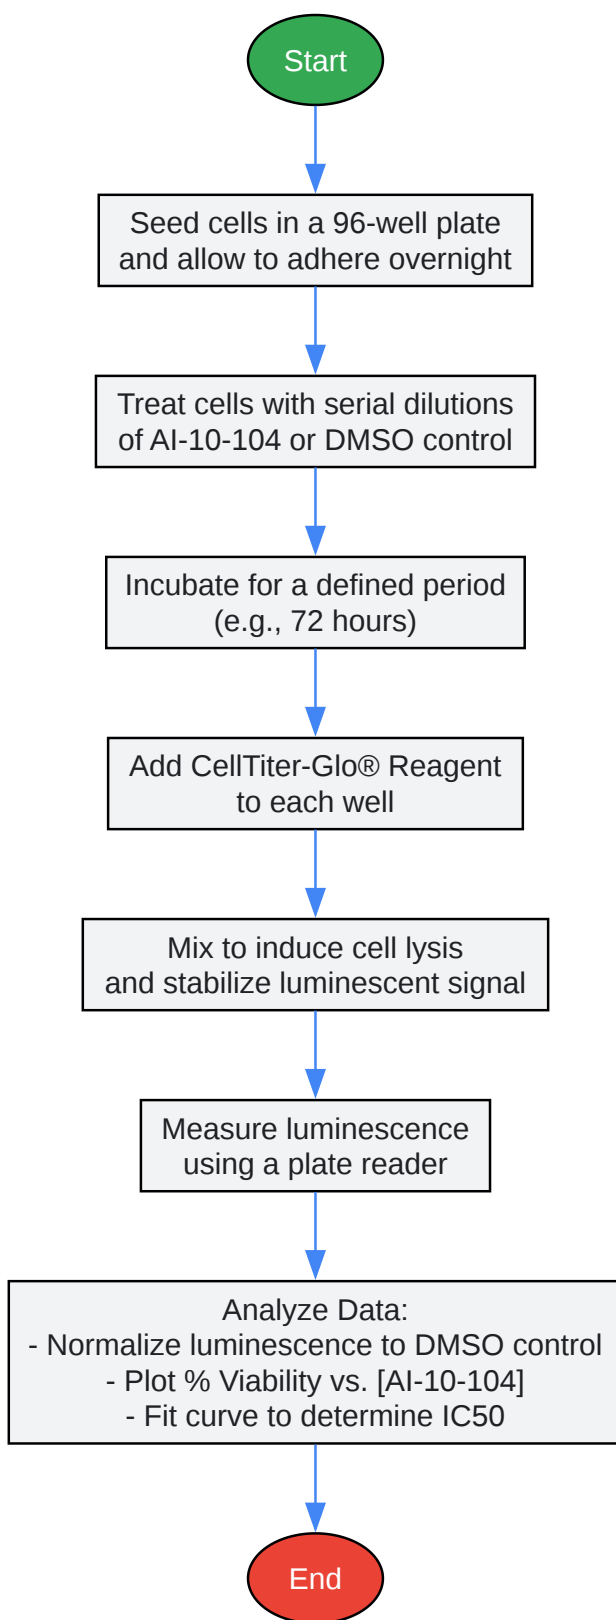 Start
Seed cells in a 96-well plate
and allow to adhere overnight
Treat cells with serial dilutions
of AI-10-104 or DMSO control
Incubate for a defined period
(e.g., 72 hours)
Add CellTiter-Glo® Reagent
to each well
Mix to induce cell lysis
and stabilize luminescent signal
Measure luminescence
using a plate reader
Analyze Data:
- Normalize luminescence to DMSO control
- Plot % Viability vs. [AI-10-104]
- Fit curve to determine IC50
End